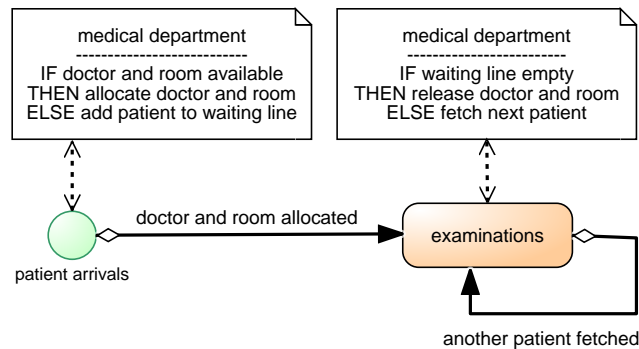 medical department
----------------------------
IF doctor and room available
THEN allocate doctor and room
ELSE add patient to waiting line
medical department
--------------------------
IF waiting line empty
THEN release doctor and room
ELSE fetch next patient
doctor and room allocated
examinations
patient arrivals
another patient fetched